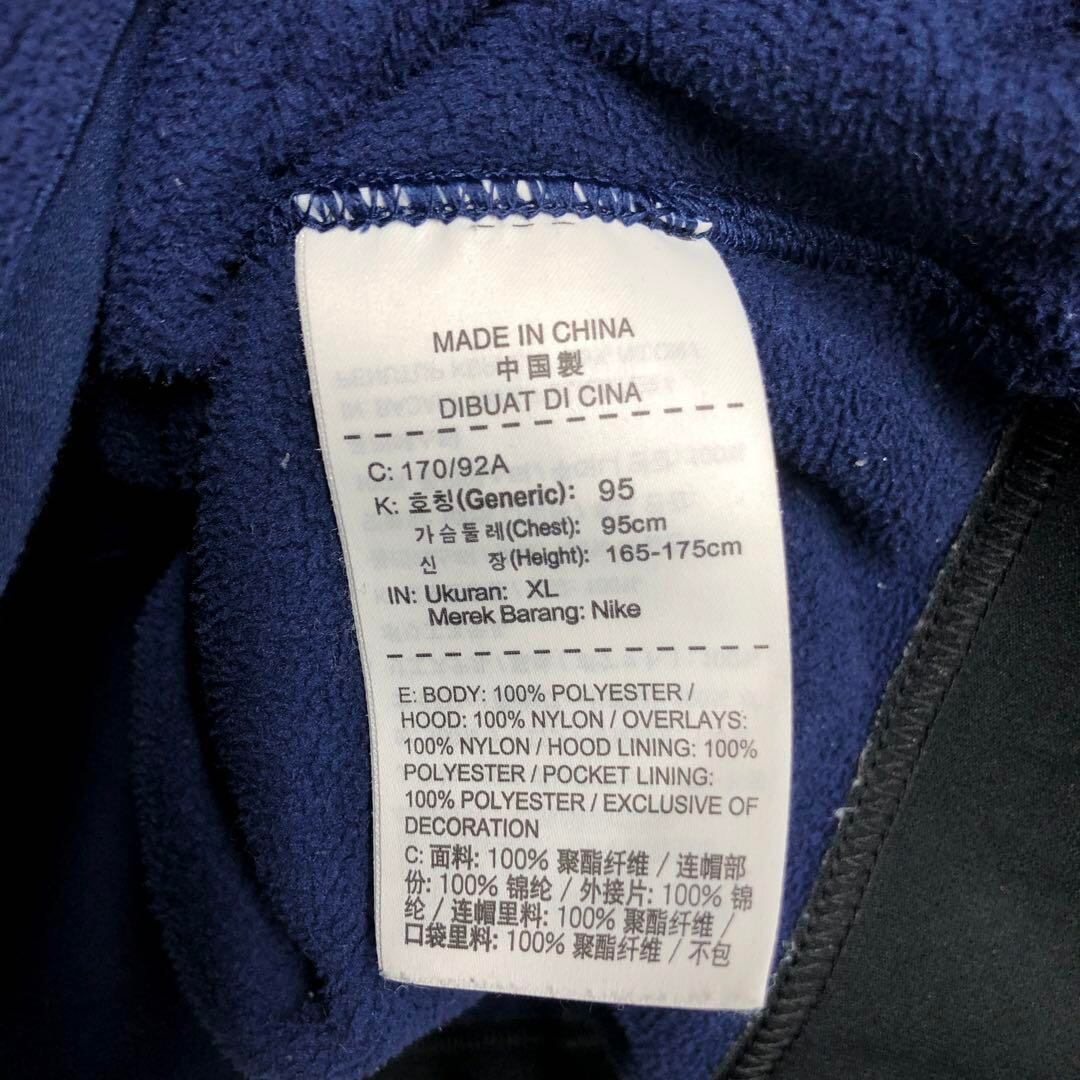 MADE IN CHINA
中国製
DIBUAT DI CINA
C: 170/92A
K: 호칭(Generic): 95
가슴둘레(Chest): 95cm
신 장(Height): 165-175cm
IN: Ukuran: XL
Merek Barang: Nike
E: BODY: 100% POLYESTER /
HOOD: 100% NYLON / OVERLAYS:
100% NYLON / HOOD LINING: 100%
POLYESTER / POCKET LINING:
100% POLYESTER / EXCLUSIVE OF
DECORATION
C: 面料: 100% 聚酯纤维 / 连帽部
份: 100% 锦纶 / 外接片: 100% 锦
纶 / 连帽里料: 100% 聚酯纤维 /
口袋里料: 100% 聚酯纤维 / 不包